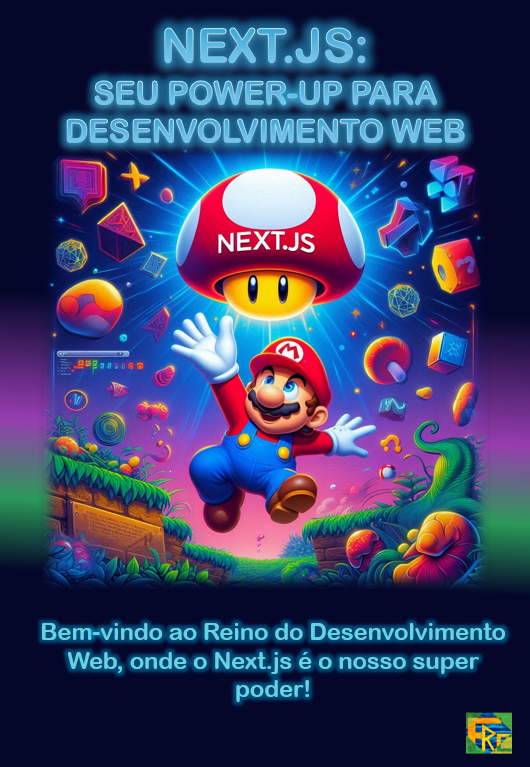 NEXT.JS:
SEU POWER-UP PARA
DESENVOLVIMENTO WEB
NEXT.JS
M
Bem-vindo ao Reino do Desenvolvimento
Web, onde o Next.js é o nosso super
poder!